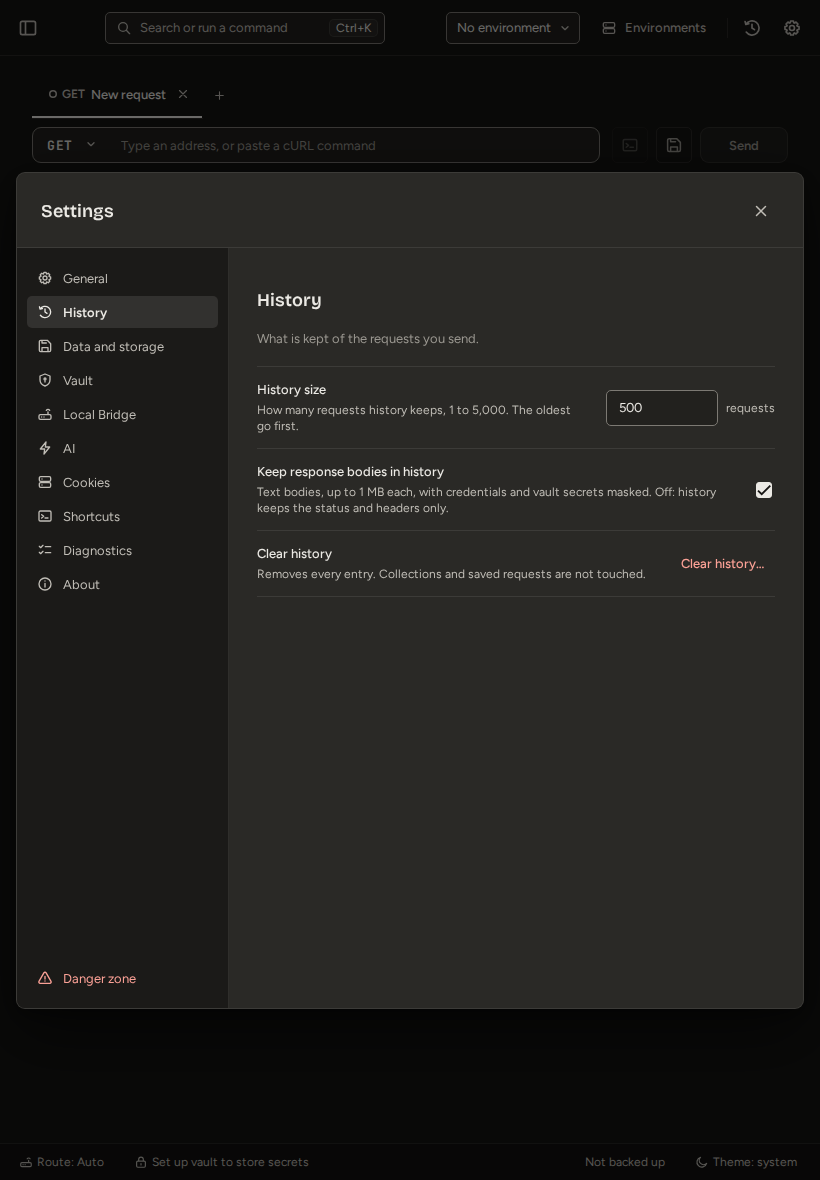 Search or run a command Ctrl+K No environment Environments
GET New request
GET Type an address, or paste a cURL command Send
Settings
General
History
Data and storage
Vault
Local Bridge
AI
Cookies
Shortcuts
Diagnostics
About
Danger zone
History
What is kept of the requests you send.
History size
How many requests history keeps, 1 to 5,000. The oldest
go first.
500 requests
Keep response bodies in history
Text bodies, up to 1 MB each, with credentials and vault secrets masked. Off: history
keeps the status and headers only.
Clear history
Removes every entry. Collections and saved requests are not touched.
Clear history...
Route: Auto Set up vault to store secrets Not backed up Theme: system